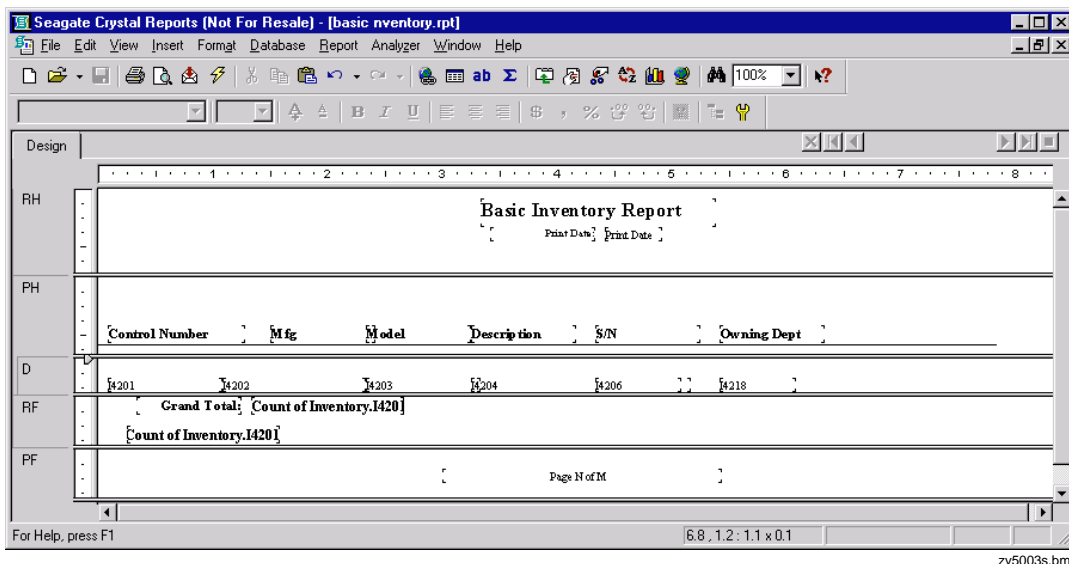 Seagate Crystal Reports (Not For Resale) - [basic nventory.rpt]
File Edit View Insert Format Database Report Analyzer Window Help
ab Σ 100%
B I U $ , %
Design
1 2 3 4 5 6 7 8
RH
Basic Inventory Report
Print Date Print Date
PH
Control Number Mfg Model Description S/N Owning Dept
D
I4201 I4202 I4203 I4204 I4206 I4218
RF
Grand Total: Count of Inventory.I4201
Count of Inventory.I4201
PF
Page N of M
For Help, press F1
6.8 , 1.2 : 1.1 x 0.1
zy5003s.bm